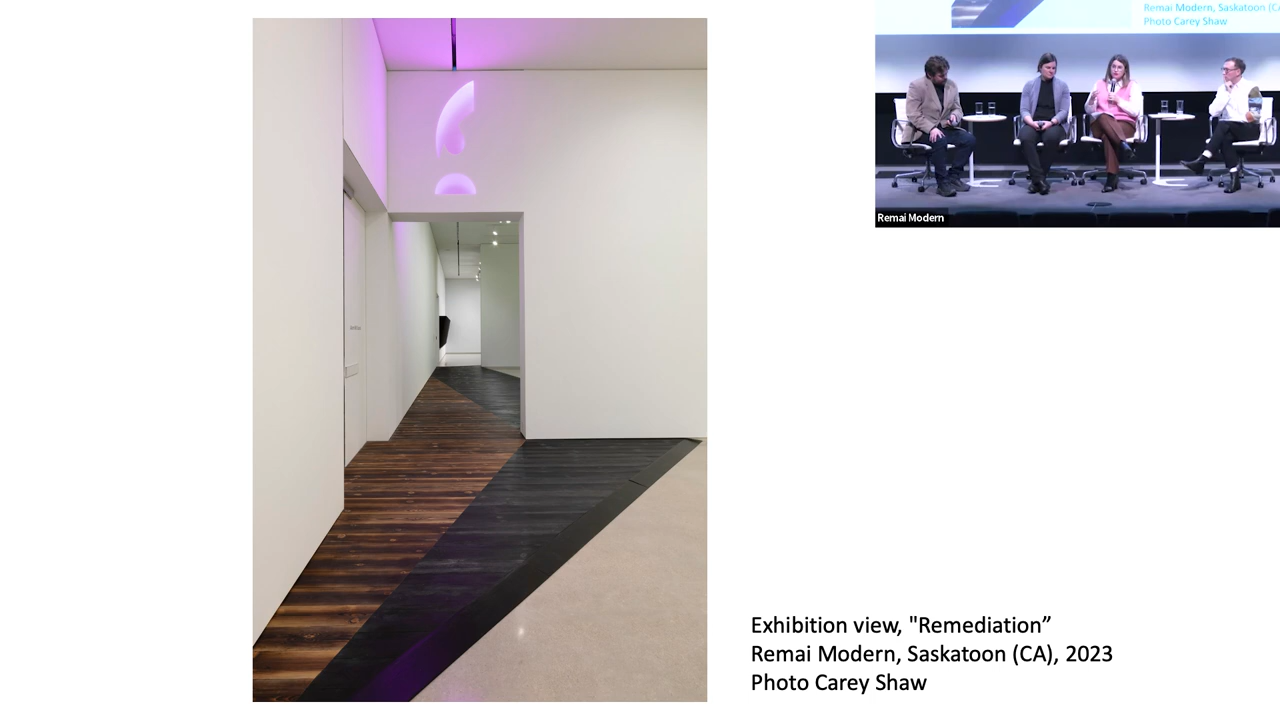 Remai Modern, Saskatoon (C
Photo Carey Shaw
Remai Modern
Exhibition view, "Remediation”
Remai Modern, Saskatoon (CA), 2023
Photo Carey Shaw